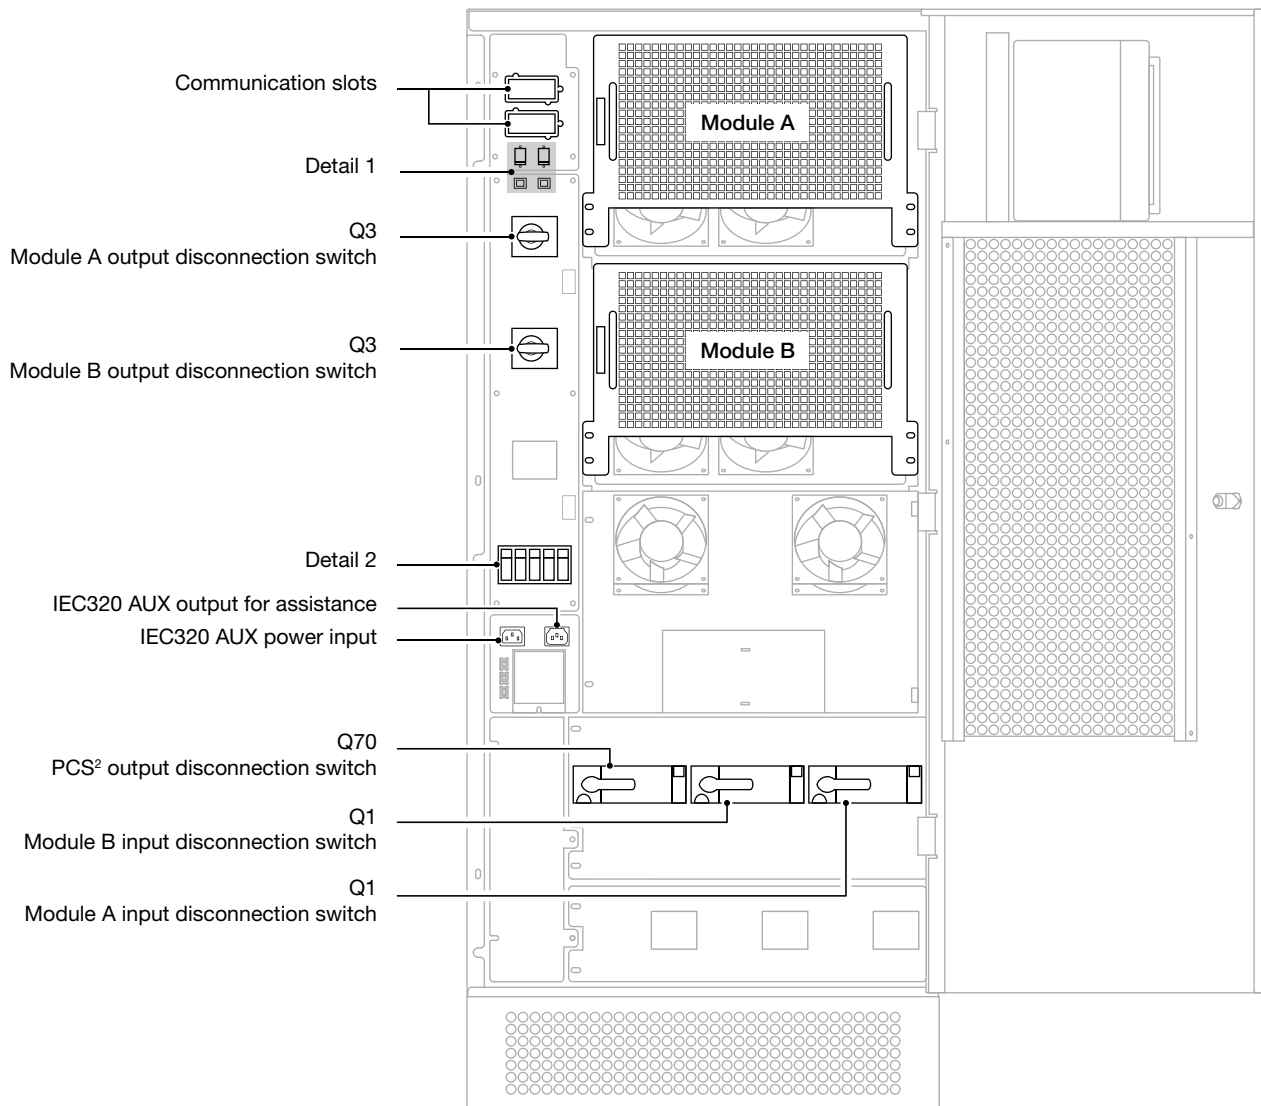 Communication slots
Module A
Detail 1
Q3
Module A output disconnection switch
Q3
Module B output disconnection switch
Module B
Detail 2
IEC320 AUX output for assistance
IEC320 AUX power input
Q70
PCS² output disconnection switch
Q1
Module B input disconnection switch
Q1
Module A input disconnection switch